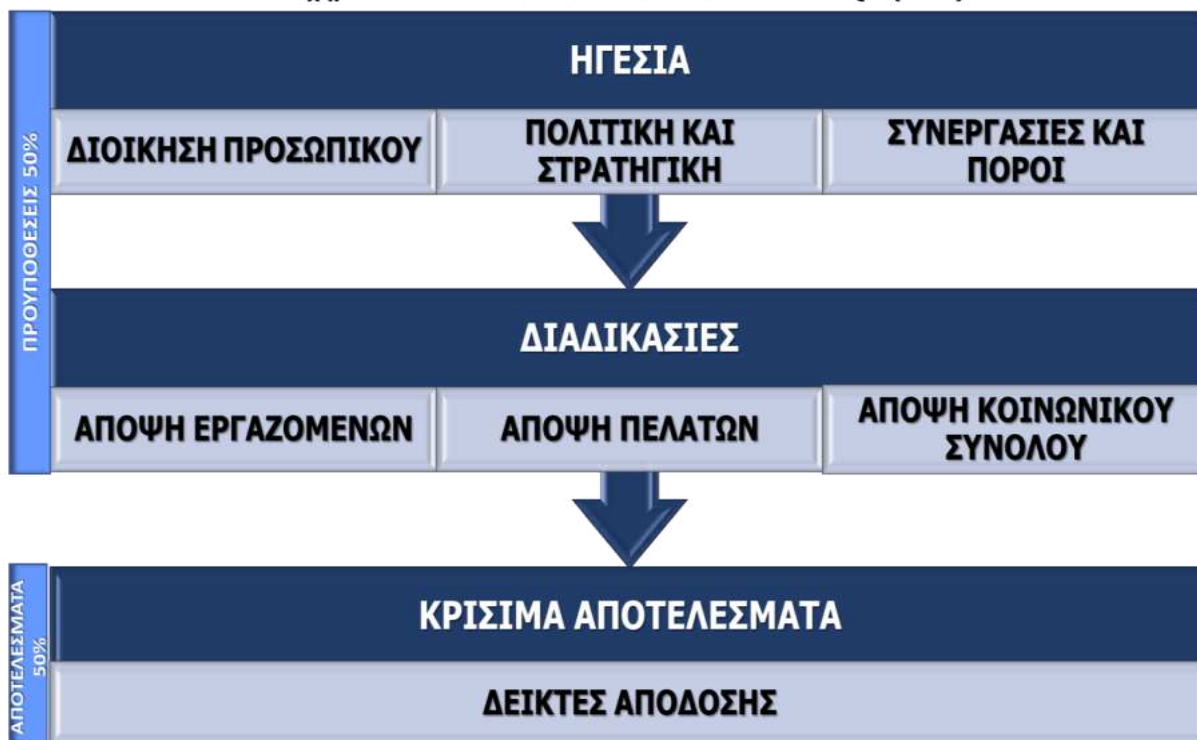 ΠΡΟΥΠΟΘΕΣΕΙΣ 50%
ΗΓΕΣΙΑ
ΔΙΟΙΚΗΣΗ ΠΡΟΣΩΠΙΚΟΥ
ΠΟΛΙΤΙΚΗ ΚΑΙ
ΣΤΡΑΤΗΓΙΚΗ
ΣΥΝΕΡΓΑΣΙΕΣ ΚΑΙ
ΠΟΡΟΙ
ΔΙΑΔΙΚΑΣΙΕΣ
ΑΠΟΨΗ ΕΡΓΑΖΟΜΕΝΩΝ
ΑΠΟΨΗ ΠΕΛΑΤΩΝ
ΑΠΟΨΗ ΚΟΙΝΩΝΙΚΟΥ
ΣΥΝΟΛΟΥ
ΑΠΟΤΕΛΕΣΜΑΤΑ
50%
ΚΡΙΣΙΜΑ ΑΠΟΤΕΛΕΣΜΑΤΑ
ΔΕΙΚΤΕΣ ΑΠΟΔΟΣΗΣ